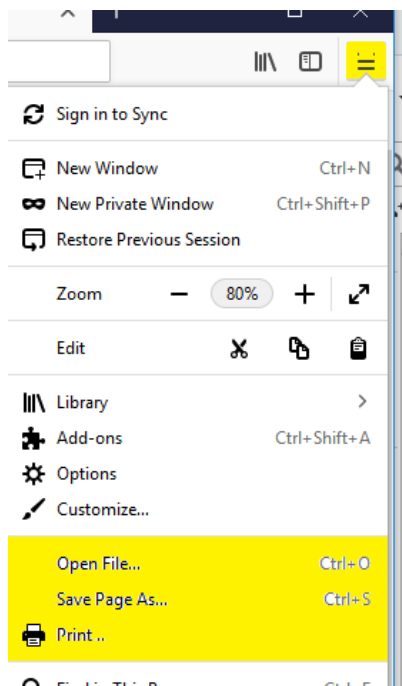 Sign in to Sync
New Window Ctrl+N
New Private Window Ctrl+Shift+P
Restore Previous Session
Zoom 80%
Edit
Library
Add-ons Ctrl+Shift+A
Options
Customize...
Open File... Ctrl+O
Save Page As... Ctrl+S
Print ..